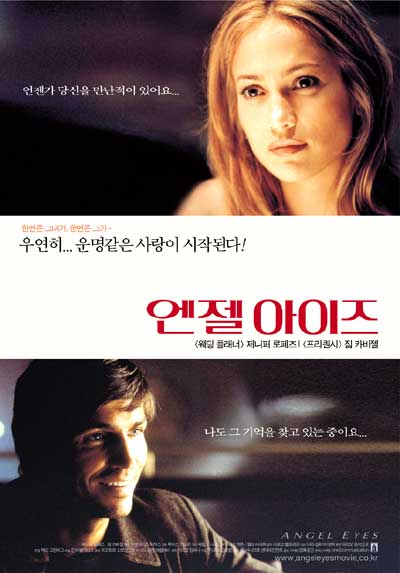 언젠가 당신을 만난적이 있어요...
한번은 그녀가, 한번은 그가 -
우연히... 운명같은 사랑이 시작된다!
엔젤 아이즈
<웨딩 플래너> 제니퍼 로페즈! <프리퀀시> 짐 카비젤
나도 그 기억을 찾고 있는 중이요...
ANGEL EYES
www.angeleyesmovie.co.kr